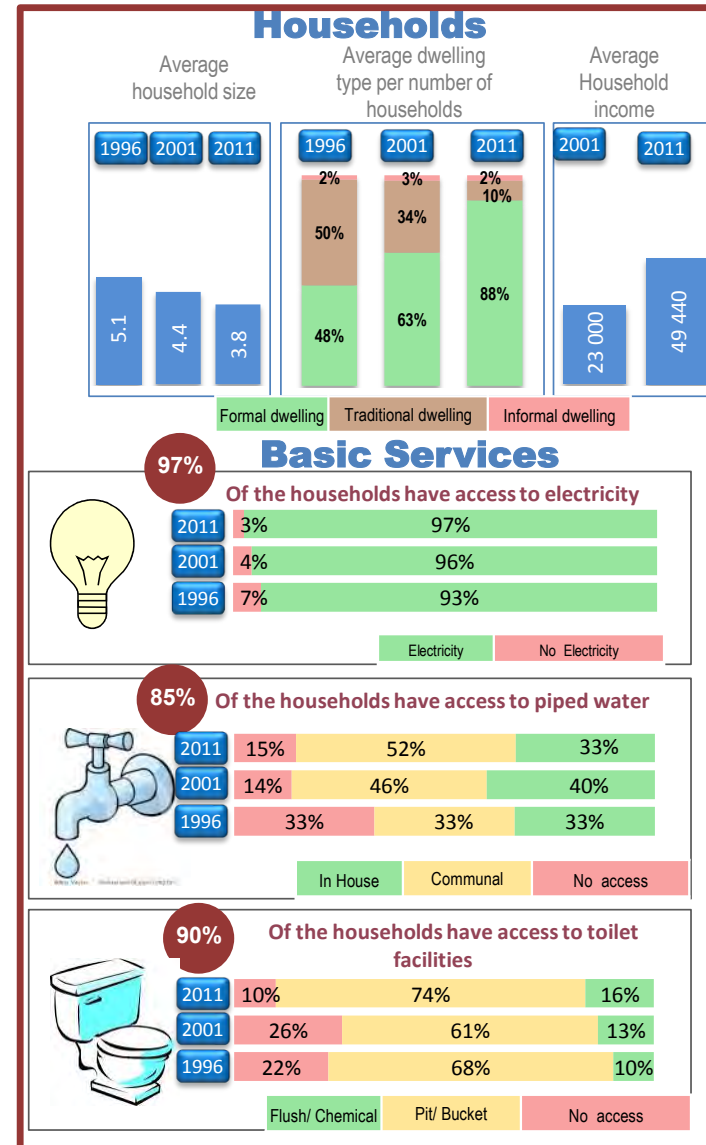 Households
Average
household size
Average dwelling
type per number of
households
Average
Household
income
1996 2001 2011
1996 2001 2011
2001 2011
5.1 4.4 3.8
2% 3% 2%
50% 34% 10%
48% 63% 88%
23 000 49 440
Formal dwelling Traditional dwelling Informal dwelling
Basic Services
97%
Of the households have access to electricity
2011 3% 97%
2001 4% 96%
1996 7% 93%
Electricity No Electricity
85%
Of the households have access to piped water
2011 15% 52% 33%
2001 14% 46% 40%
1996 33% 33% 33%
In House Communal No access
90%
Of the households have access to toilet
facilities
2011 10% 74% 16%
2001 26% 61% 13%
1996 22% 68% 10%
Flush/ Chemical Pit/ Bucket No access